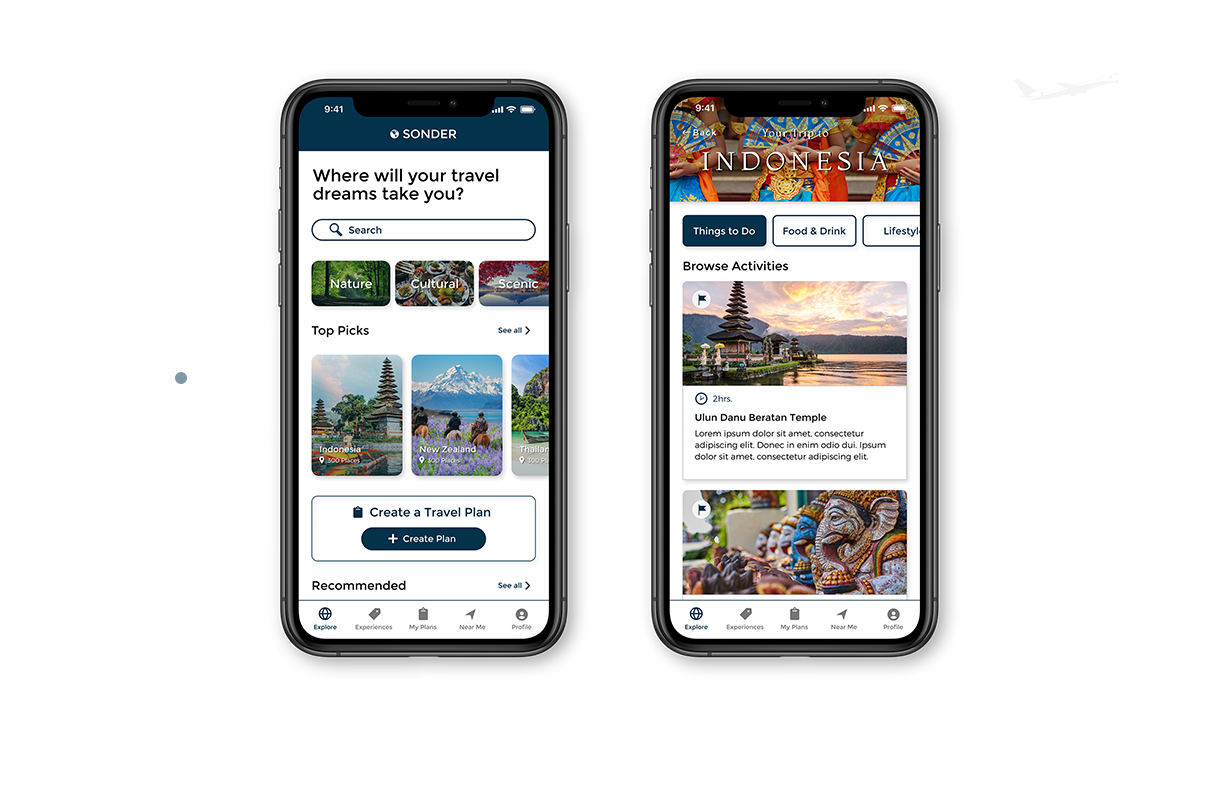 9:41
SONDER
Where will your travel
dreams take you?
Search
Nature
Cultural
Scenic
Top Picks
See all
Indonesia
300 Places
New Zealand
300 Places
Thailan
300 Pl
Create a Travel Plan
Create Plan
Recommended
See all
Explore
Experiences
My Plans
Near Me
Profile
9:41
Back
Your Trip to
INDONESIA
Things to Do
Food & Drink
Lifestyle
Browse Activities
2hrs.
Ulun Danu Beratan Temple
Lorem ipsum dolor sit amet, consectetur
adipiscing elit. Donec in enim odio dui. Ipsum
dolor sit amet, consectetur adipiscing elit.
Explore
Experiences
My Plans
Near Me
Profile